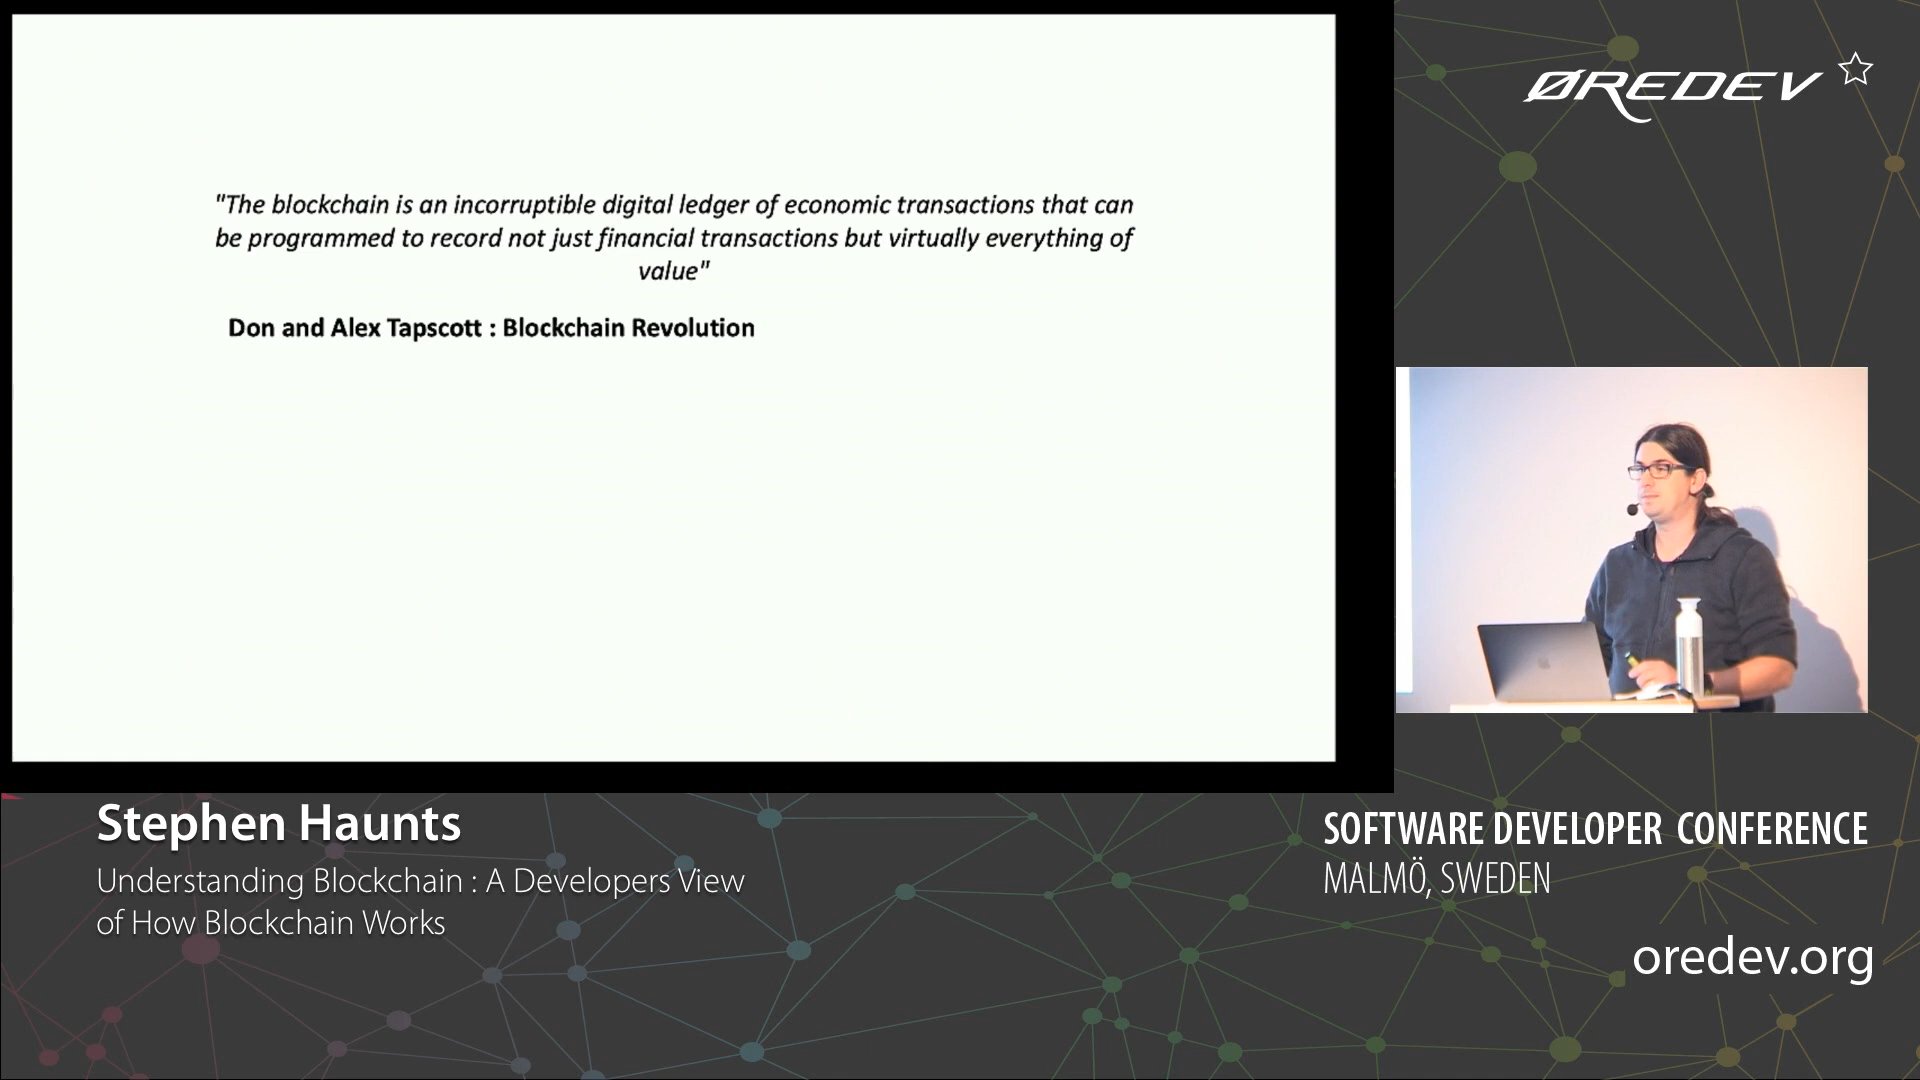 "The blockchain is an incorruptible digital ledger of economic transactions that can
be programmed to record not just financial transactions but virtually everything of
value"
Don and Alex Tapscott : Blockchain Revolution
ØREDEV
Stephen Haunts
Understanding Blockchain : A Developers View
of How Blockchain Works
SOFTWARE DEVELOPER CONFERENCE
MALMÖ, SWEDEN
oredev.org